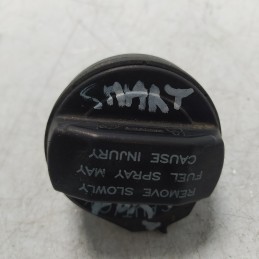 SMART
REMOVE SLOWLY
FUEL SPRAY MAY
CAUSE INJURY